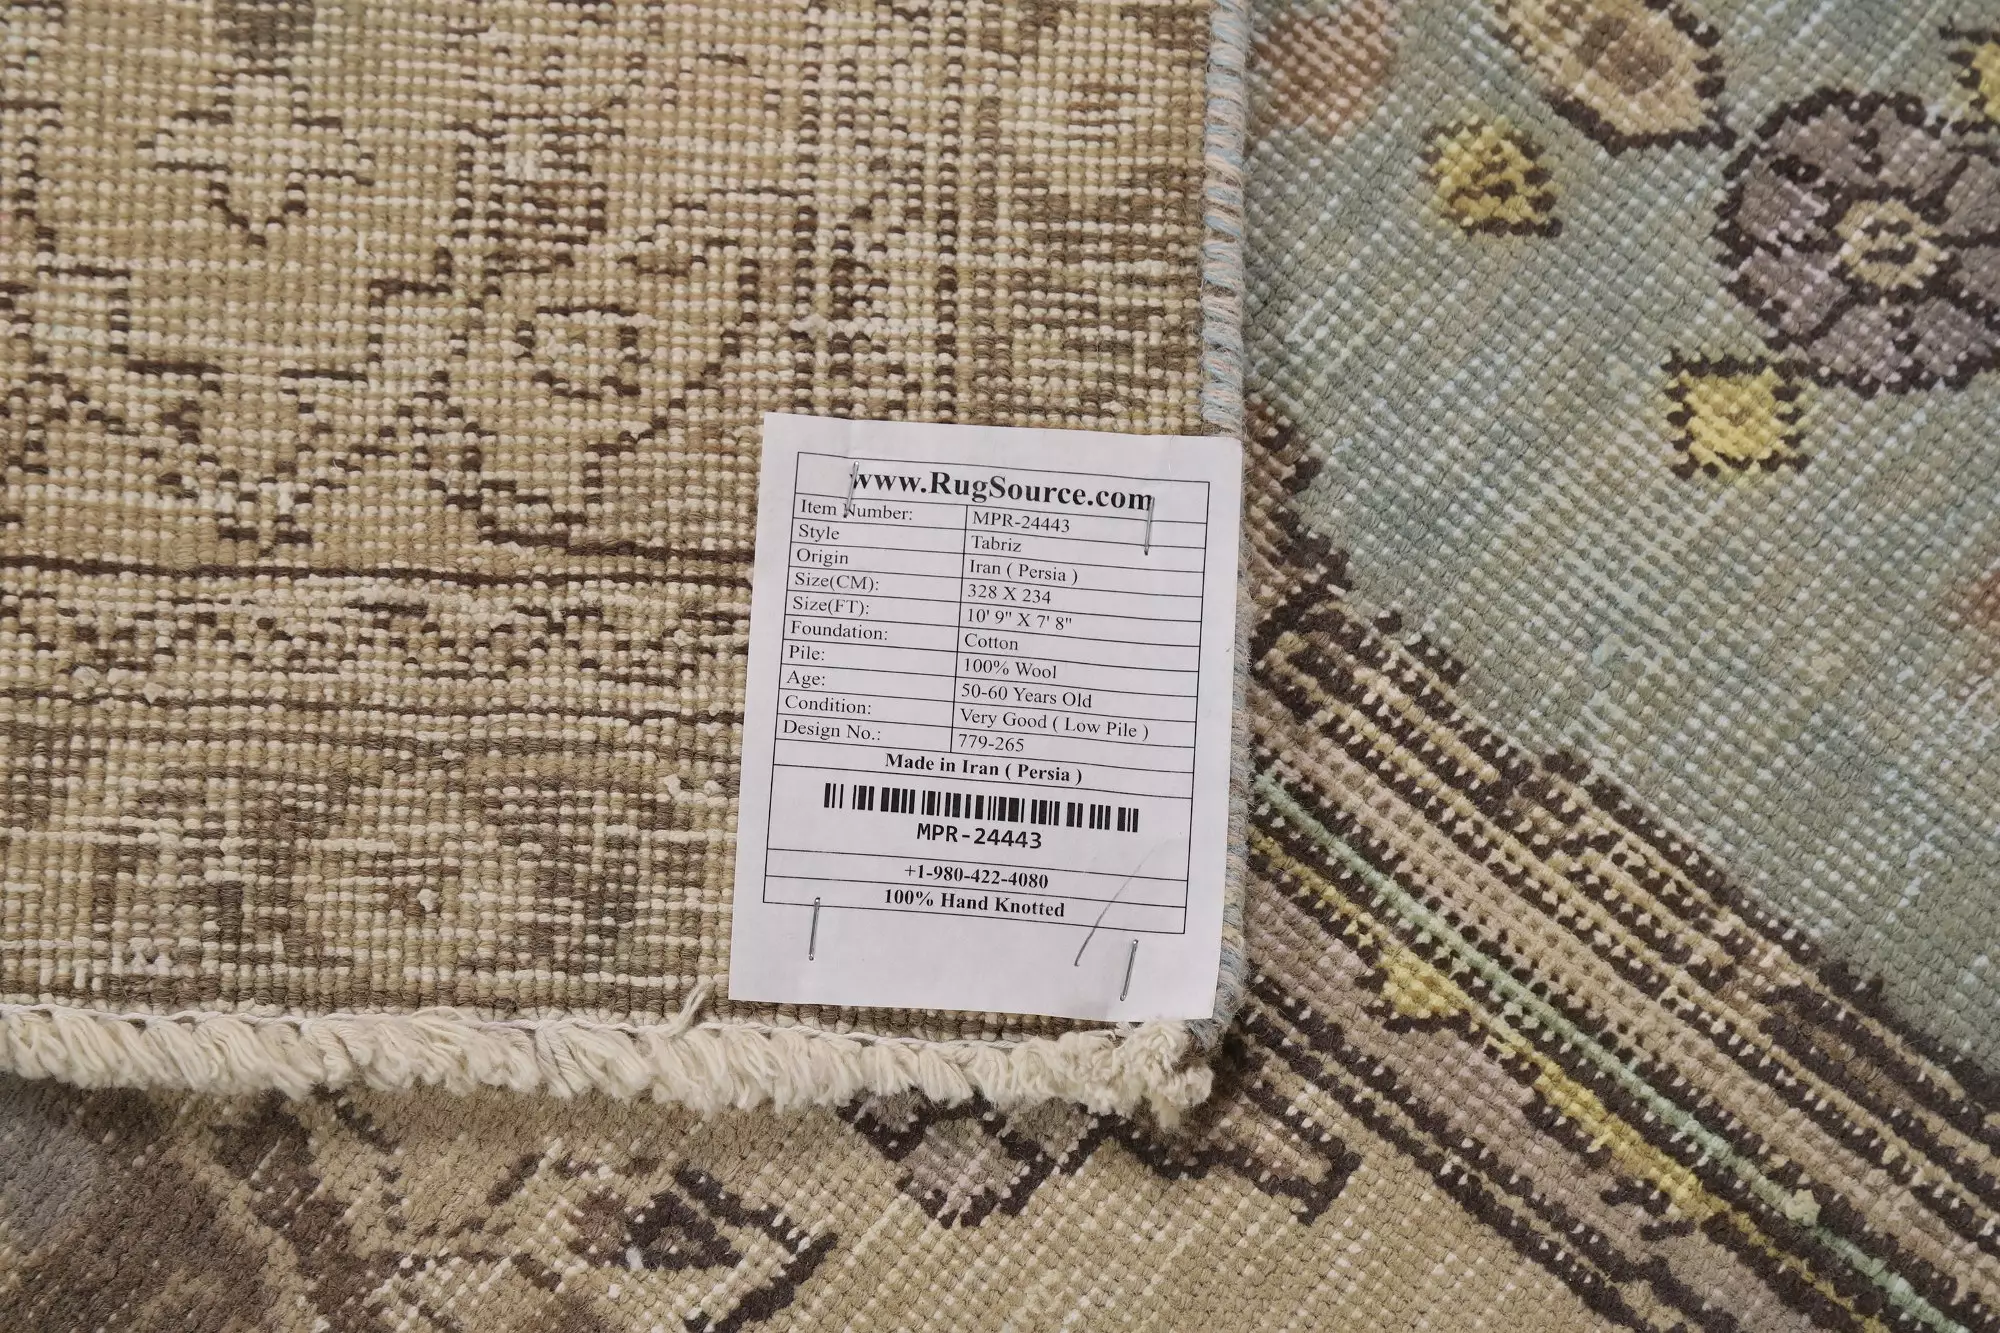 www.RugSource.com
Item Number: MPR-24443
Style Tabriz
Origin Iran ( Persia )
Size(CM): 328 X 234
Size(FT): 10' 9" X 7' 8"
Foundation: Cotton
Pile: 100% Wool
Age: 50-60 Years Old
Condition: Very Good ( Low Pile )
Design No.: 779-265
Made in Iran ( Persia )
MPR-24443
+1-980-422-4080
100% Hand Knotted